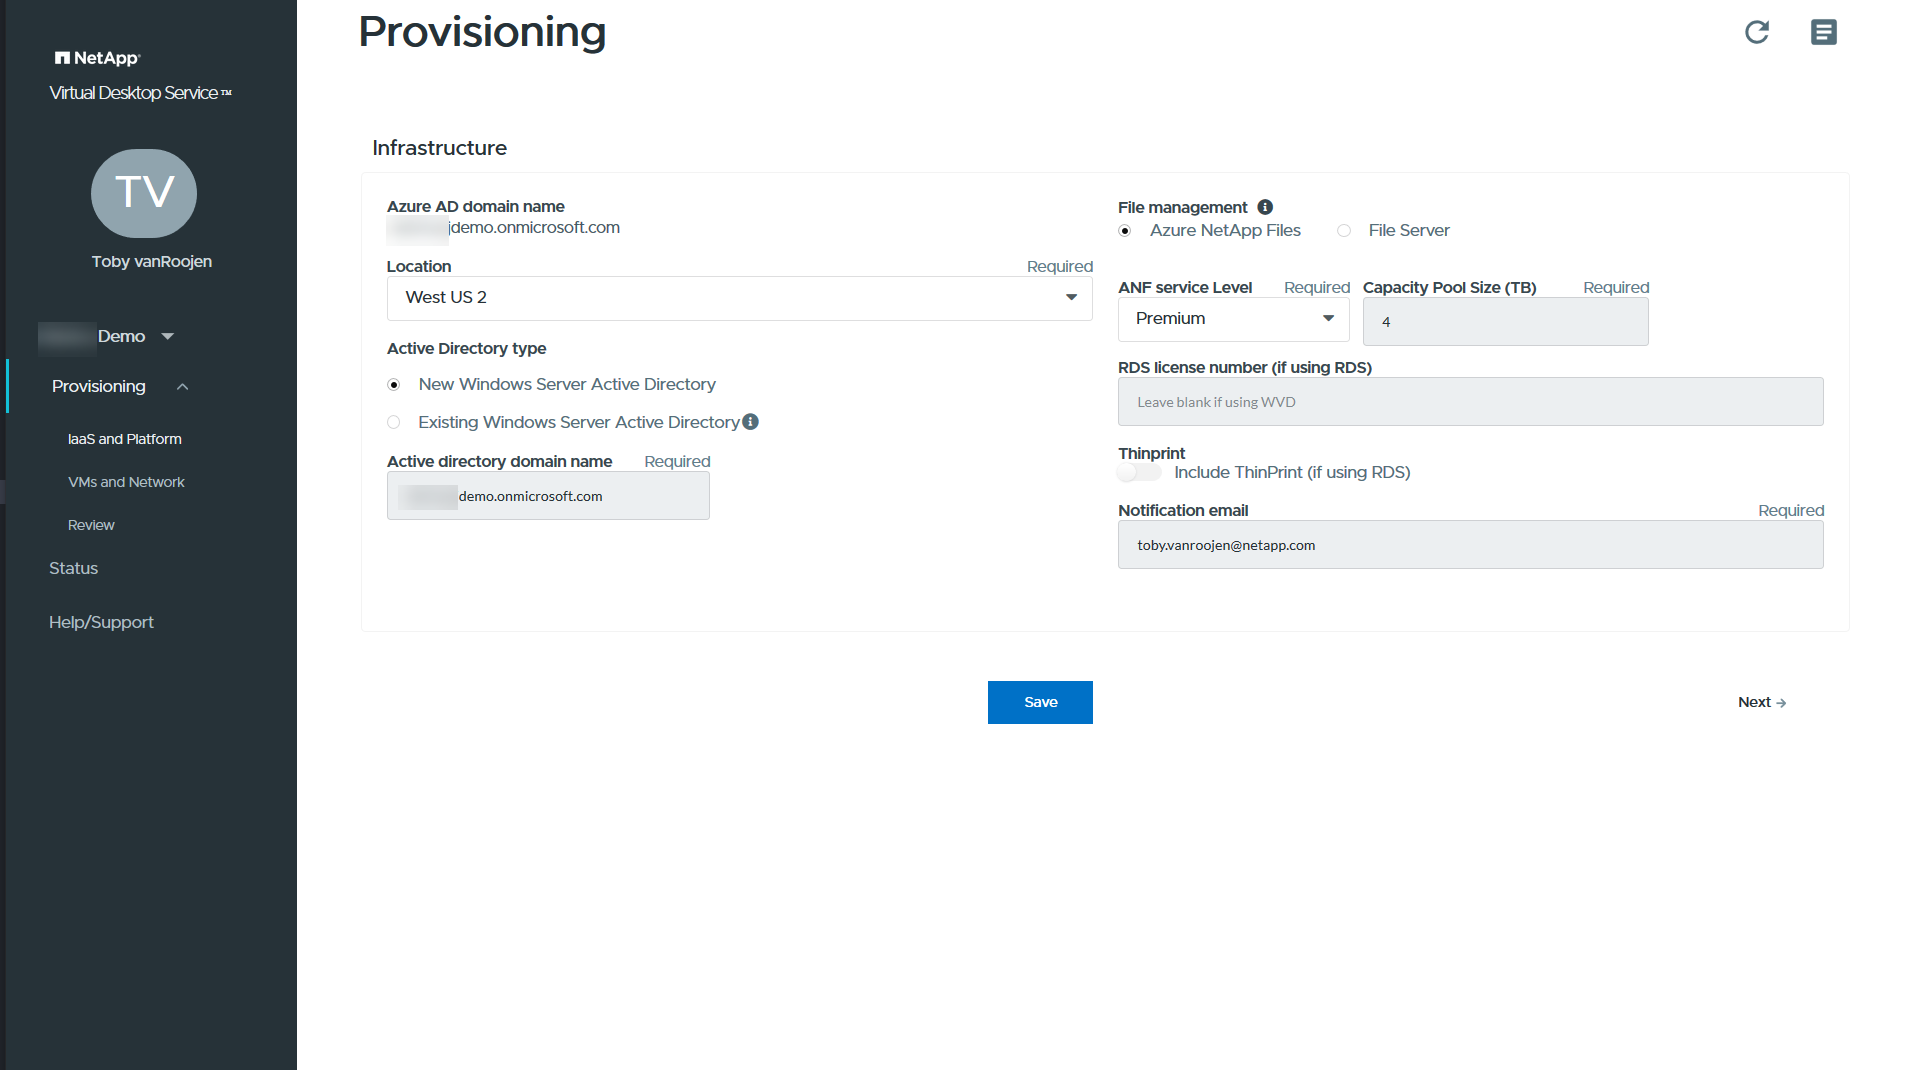 NetApp
Virtual Desktop Service™
TV
Toby vanRoojen
Demo
Provisioning
IaaS and Platform
VMs and Network
Review
Status
Help/Support
Provisioning
Infrastructure
Azure AD domain name
demo.onmicrosoft.com
Location Required
West US 2
Active Directory type
New Windows Server Active Directory
Existing Windows Server Active Directory
Active directory domain name Required
demo.onmicrosoft.com
File management
Azure NetApp Files File Server
ANF service Level Required Capacity Pool Size (TB) Required
Premium 4
RDS license number (if using RDS)
Leave blank if using WVD
Thinprint
Include ThinPrint (if using RDS)
Notification email Required
toby.vanroojen@netapp.com
Save
Next →